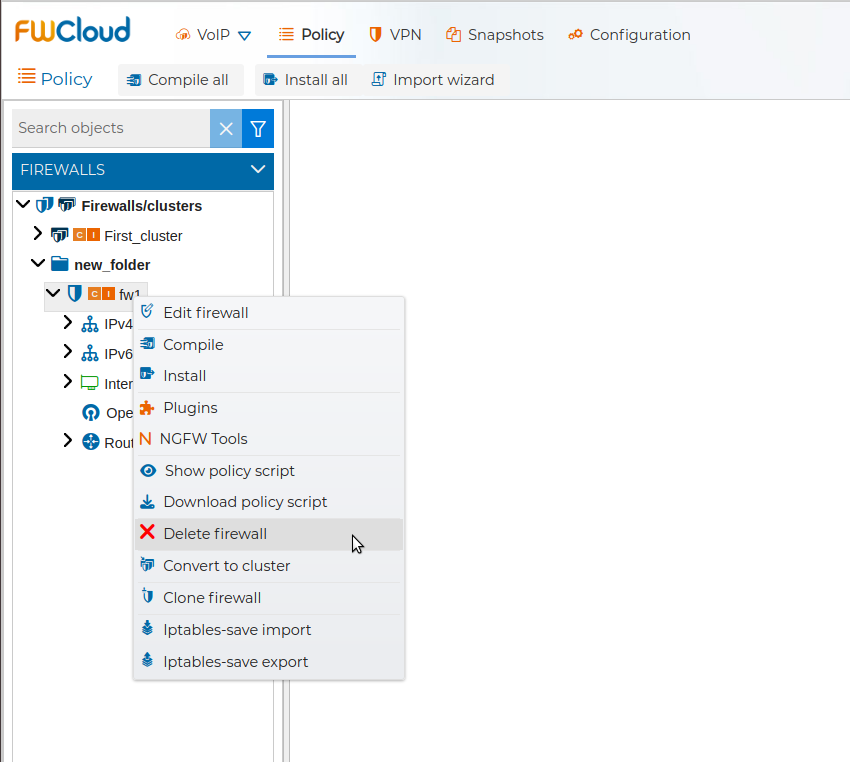 FWCloud
VoIP Policy VPN Snapshots Configuration
Policy Compile all Install all Import wizard
Search objects
FIREWALLS
Firewalls/clusters
C I First_cluster
new_folder
C I fw1
IPv4
IPv6
Inter
Ope
Rout
Edit firewall
Compile
Install
Plugins
NGFW Tools
Show policy script
Download policy script
Delete firewall
Convert to cluster
Clone firewall
Iptables-save import
Iptables-save export